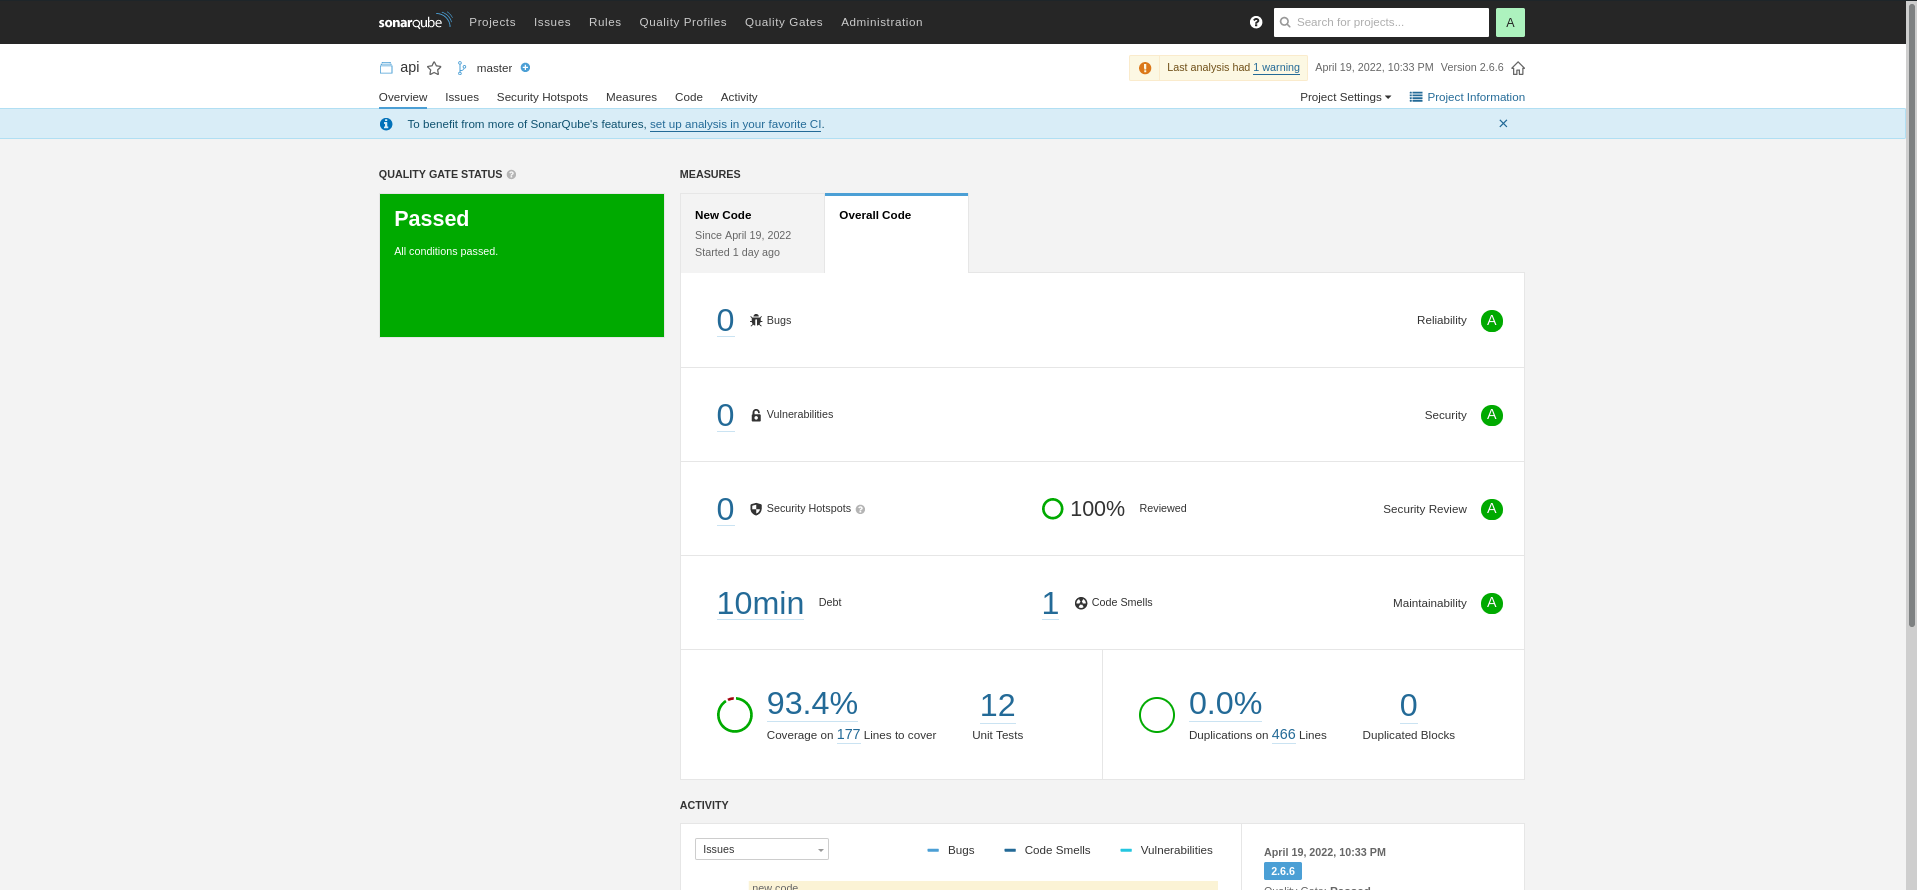 sonarqube Projects Issues Rules Quality Profiles Quality Gates Administration Search for projects... A
api master Last analysis had 1 warning April 19, 2022, 10:33 PM Version 2.6.6
Overview Issues Security Hotspots Measures Code Activity Project Settings Project Information
To benefit from more of SonarQube's features, set up analysis in your favorite CI.
QUALITY GATE STATUS
Passed
All conditions passed.
MEASURES
New Code
Since April 19, 2022
Started 1 day ago
Overall Code
0 Bugs Reliability A
0 Vulnerabilities Security A
0 Security Hotspots 100% Reviewed Security Review A
10min Debt 1 Code Smells Maintainability A
93.4%
Coverage on 177 Lines to cover
12
Unit Tests
0.0%
Duplications on 466 Lines
0
Duplicated Blocks
ACTIVITY
Issues Bugs Code Smells Vulnerabilities
new code
April 19, 2022, 10:33 PM
2.6.6
Quality Gate: Passed